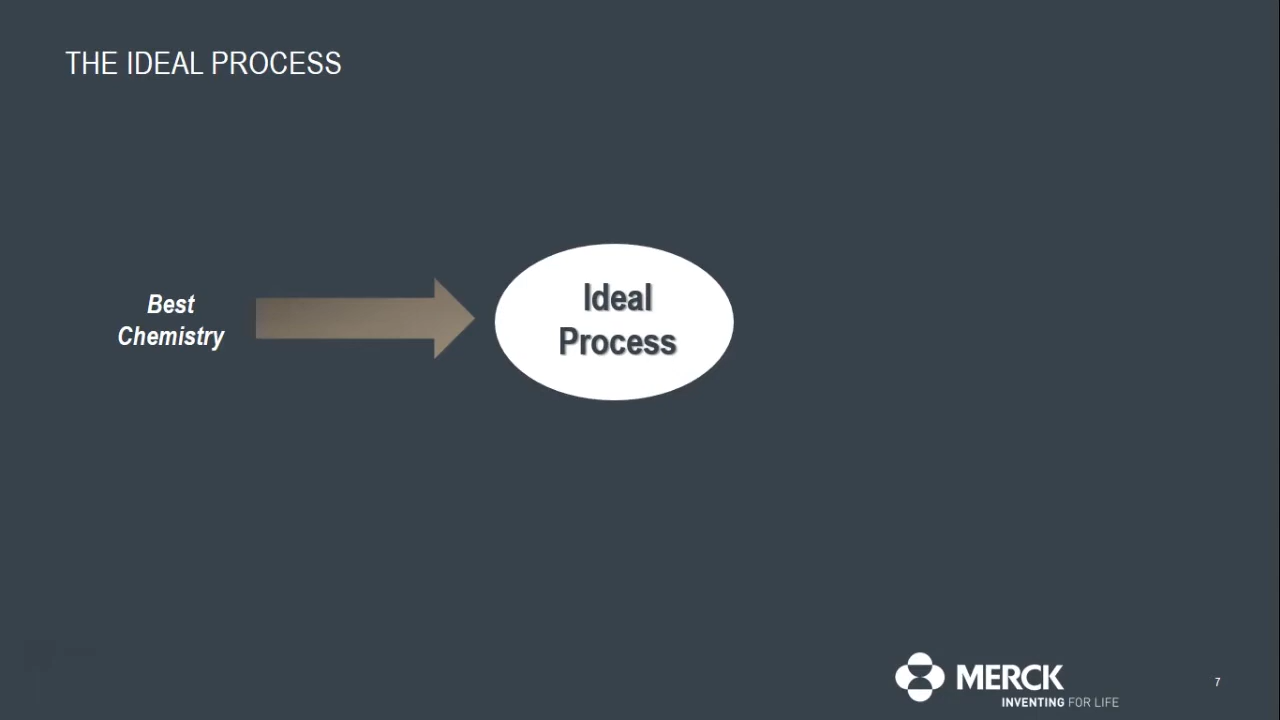 THE IDEAL PROCESS
Best
Chemistry
Ideal
Process
MERCK
INVENTING FOR LIFE
7